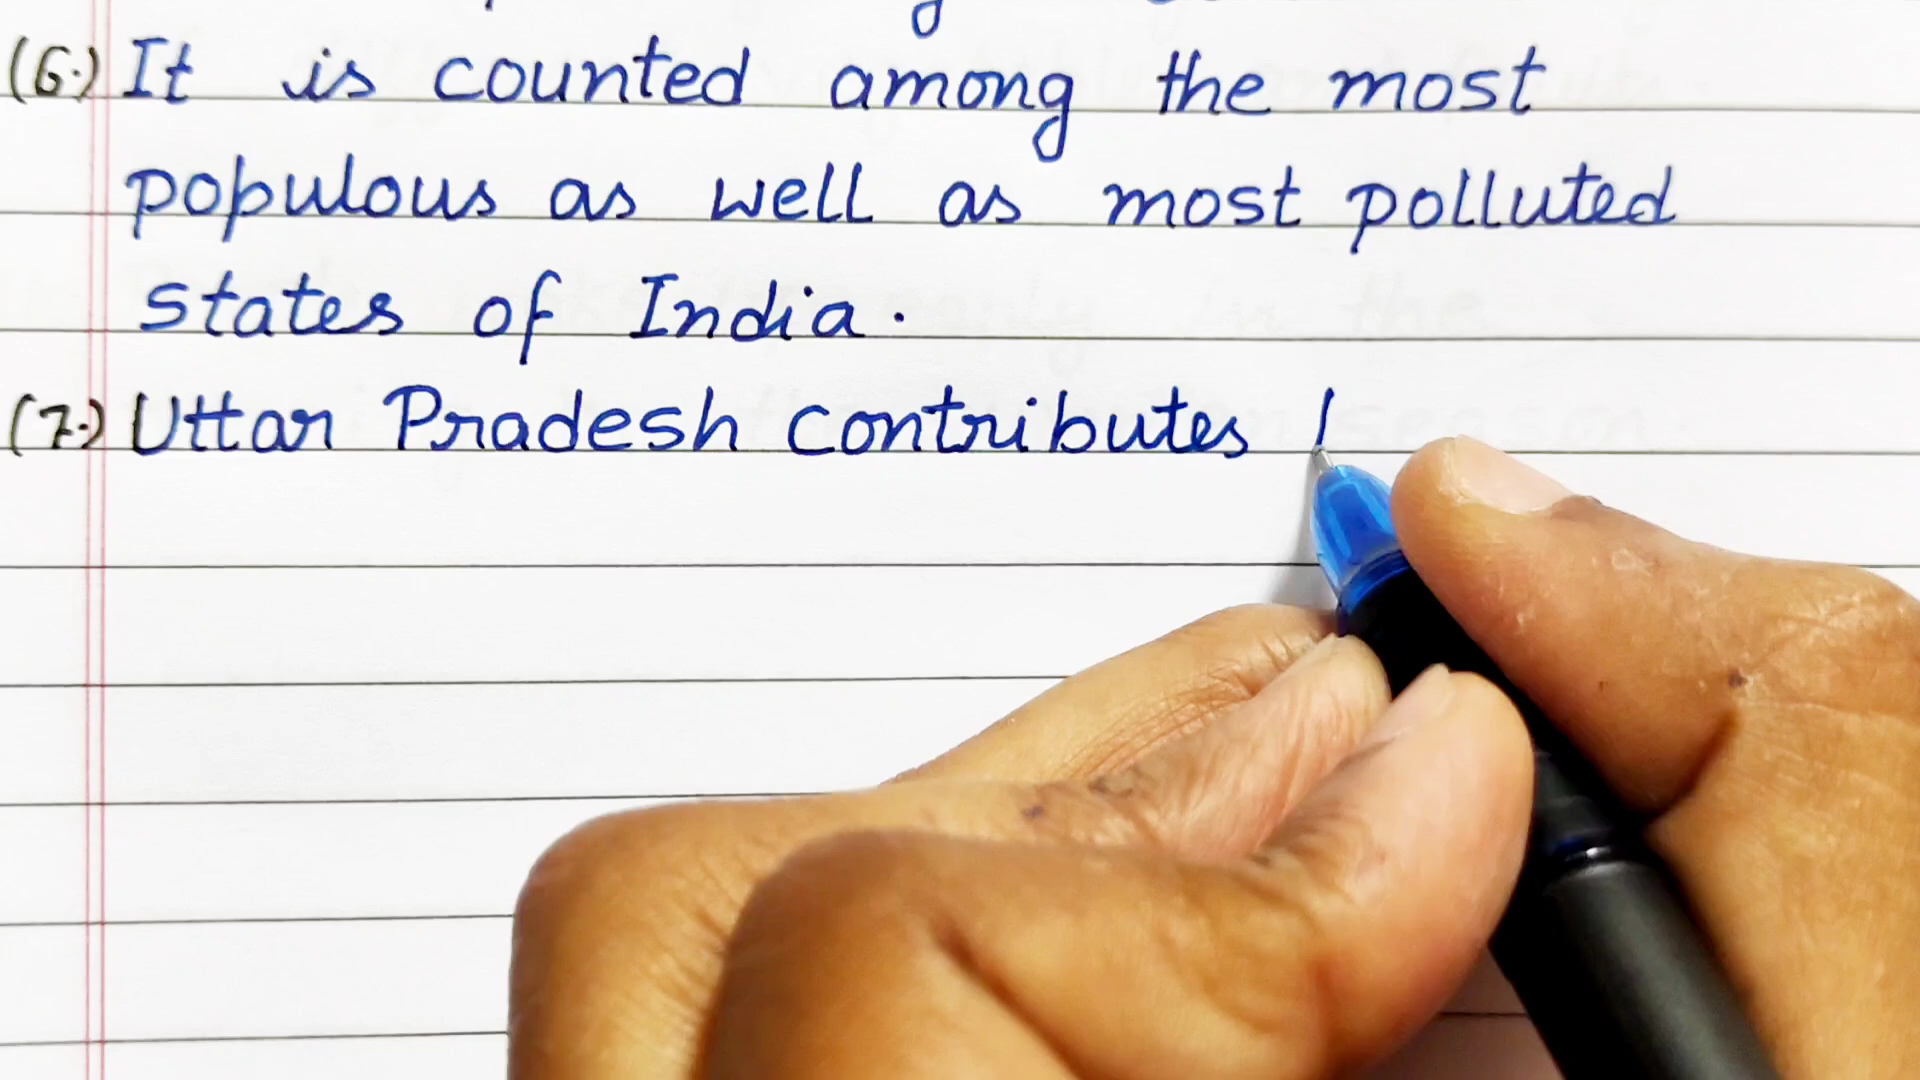 (6.) It is counted among the most
populous as well as most polluted
states of India.
(7.) Uttar Pradesh contributes